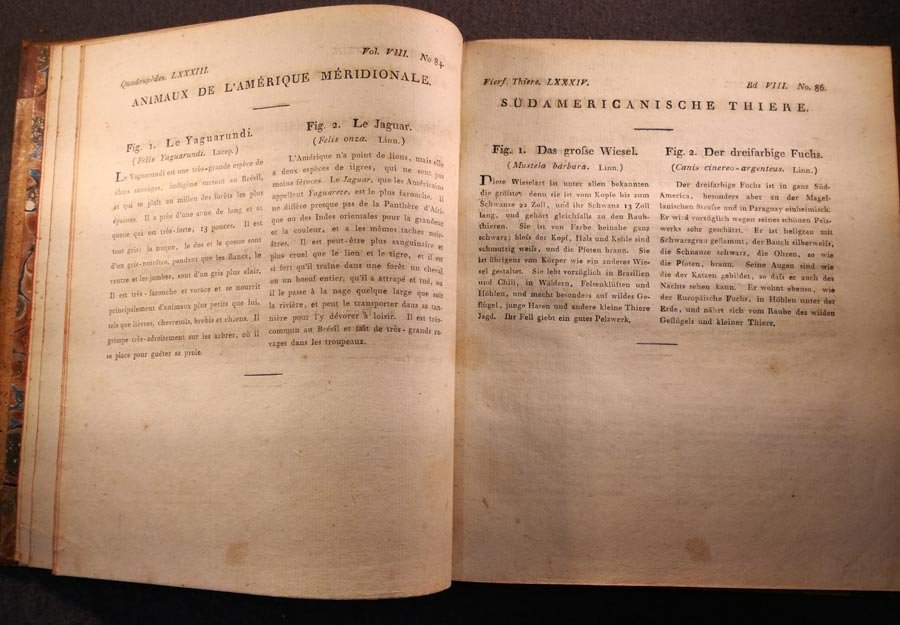 Quadrupèdes. LXXXIII.
Vol. VIII. No 84.
ANIMAUX DE L'AMÉRIQUE MÉRIDIONALE.
Fig. 1. Le Yaguarundi.
(Felis Yaguarundi. Lacep.)
Le Yaguarundi est une très-grande espèce de
chats sauvages, indigène surtout au Brésil,
et qui se plaît au milieu des forêts les plus
épaisses. Il a près d'une aune de long et sa
queue qui est très-forte, 13 pouces. Il est
tout gris; la nuque, le dos et la queue sont
d'un gris-noirâtre, pendant que les flancs, le
ventre et les jambes, sont d'un gris plus clair.
Il est très-farouche et vorace et se nourrit
principalement d'animaux plus petits que lui,
tels que lièvres, chevreuils, brebis et chiens. Il
grimpe très-adroitement sur les arbres, où il
se place pour guéter sa proie.
Fig. 2. Le Jaguar.
(Felis onza. Linn.)
L'Amérique n'a point de lions, mais elle
a deux espèces de tigres, qui ne sont pas
moins féroces. Le Jaguar, que les Américains
appellent Yaguarete, est le plus farouche. Il
ne diffère presque pas de la Panthère d'Afri-
que ou des Indes orientales pour la grandeur
et la couleur, et a les mêmes taches noir-
âtres. Il est peut-être plus sanguinaire et
plus cruel que le lion et le tigre, et il est
si fort qu'il traîne dans une forêt un cheval
ou un boeuf entier, qu'il a attrapé et tué, ou
il le passe à la nage quelque large que soit
la rivière, et peut le transporter dans sa tan-
nière pour l'y dévorer à loisir. Il est très-
commun au Brésil et fait de très-grands ra-
vages dans les troupeaux.
Vierf. Thiere. LXXXIV.
Bd VIII. No. 86.
SÜDAMERICANISCHE THIERE.
Fig. 1. Das grofse Wiesel.
(Mustela barbara. Linn.)
Diese Wieselart ist unter allen bekannten
die gröfste; denn sie ist vom Kopfe bis zum
Schwanze 22 Zoll, und ihr Schwanz 13 Zoll
lang, und gehört gleichfalls zu den Raub-
thieren. Sie ist von Farbe beinahe ganz
schwarz; blofs der Kopf, Hals und Kehle sind
schmutzig weifs, und die Pfoten braun. Sie
ist übrigens vom Körper wie ein anderes Wie-
sel gestaltet. Sie lebt vorzüglich in Brasilien
und Chili, in Wäldern, Felsenklüften und
Höhlen, und macht besonders auf wildes Ge-
flügel, junge Hasen und andere kleine Thiere
Jagd. Ihr Fell giebt ein gutes Pelzwerk.
Fig. 2. Der dreifarbige Fuchs.
(Canis cinereo-argenteus. Linn.)
Der dreifarbige Fuchs ist in ganz Süd-
America, besonders aber an der Magel-
lanischen Strafse und in Paraguay einheimisch.
Er wird vorzüglich wegen seines schönen Pelz-
werks sehr geschätzt. Er ist hellgrau mit
Schwarzgrau geflammt, der Bauch silberweifs,
die Schnauze schwarz, die Ohren, so wie
die Pfoten, braun. Seine Augen sind wie
die der Katzen gebildet, so dafs er auch des
Nachts sehen kann. Er wohnt ebenso, wie
der Europäische Fuchs, in Höhlen unter der
Erde, und nährt sich vom Raube des wilden
Geflügels und kleiner Thiere.